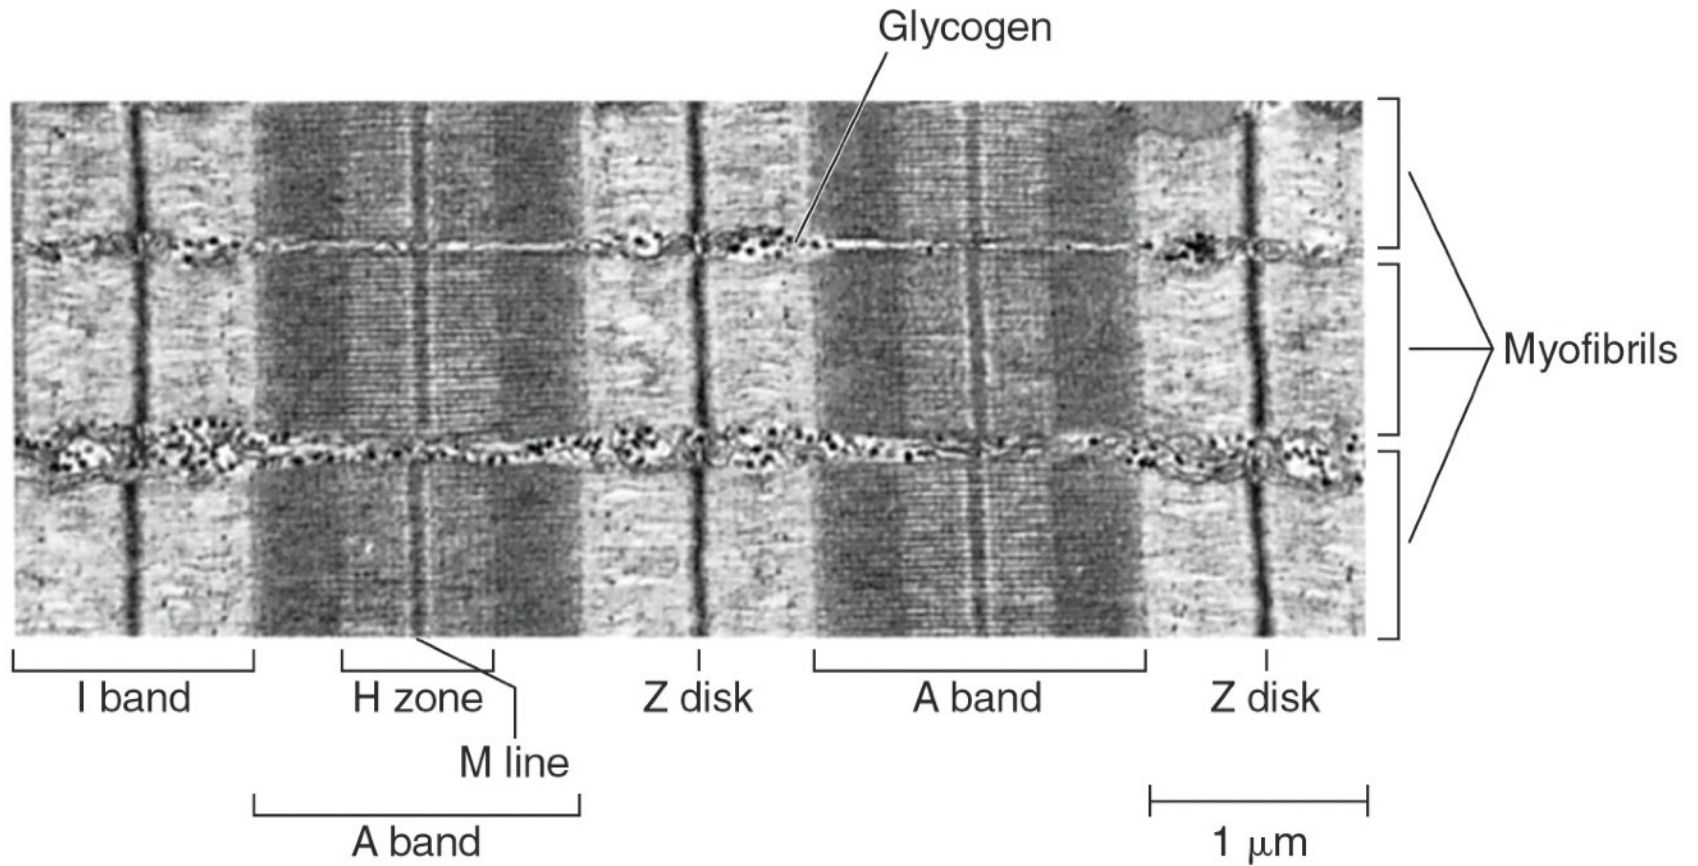 Glycogen
Myofibrils
I band
H zone
Z disk
A band
Z disk
M line
A band
1 μm